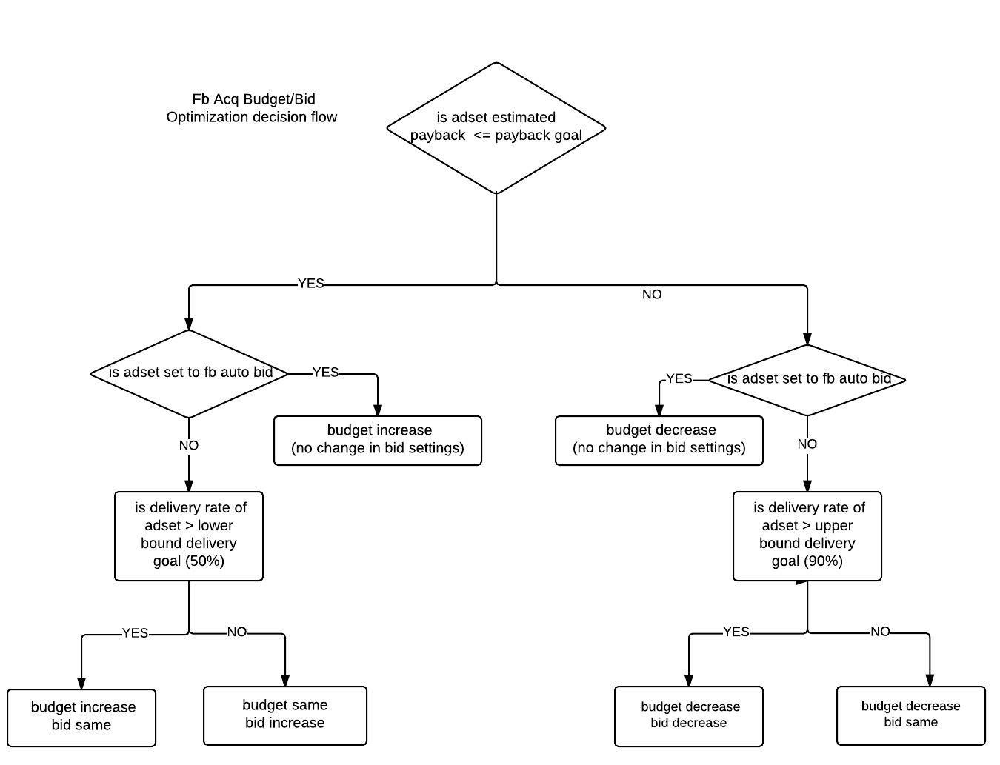 Fb Acq Budget/Bid
Optimization decision flow
is adset estimated
payback <= payback goal
YES
NO
is adset set to fb auto bid
YES
budget increase
(no change in bid settings)
NO
is delivery rate of
adset > lower
bound delivery
goal (50%)
YES
NO
budget increase
bid same
budget same
bid increase
is adset set to fb auto bid
YES
budget decrease
(no change in bid settings)
NO
is delivery rate of
adset > upper
bound delivery
goal (90%)
YES
NO
budget decrease
bid decrease
budget decrease
bid same